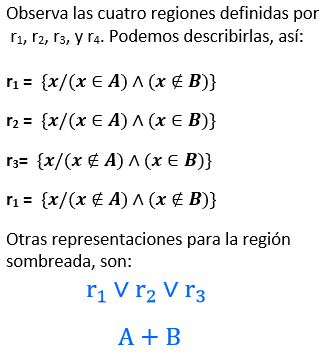 Observa las cuatro regiones definidas por
r₁, r₂, r₃, y r₄. Podemos describirlas, así:
r₁ = {x/(x ∈ A) ∧ (x ∉ B)}
r₂ = {x/(x ∈ A) ∧ (x ∈ B)}
r₃= {x/(x ∉ A) ∧ (x ∈ B)}
r₁ = {x/(x ∉ A) ∧ (x ∉ B)}
Otras representaciones para la región
sombreada, son:
r₁ V r₂ V r₃
A + B